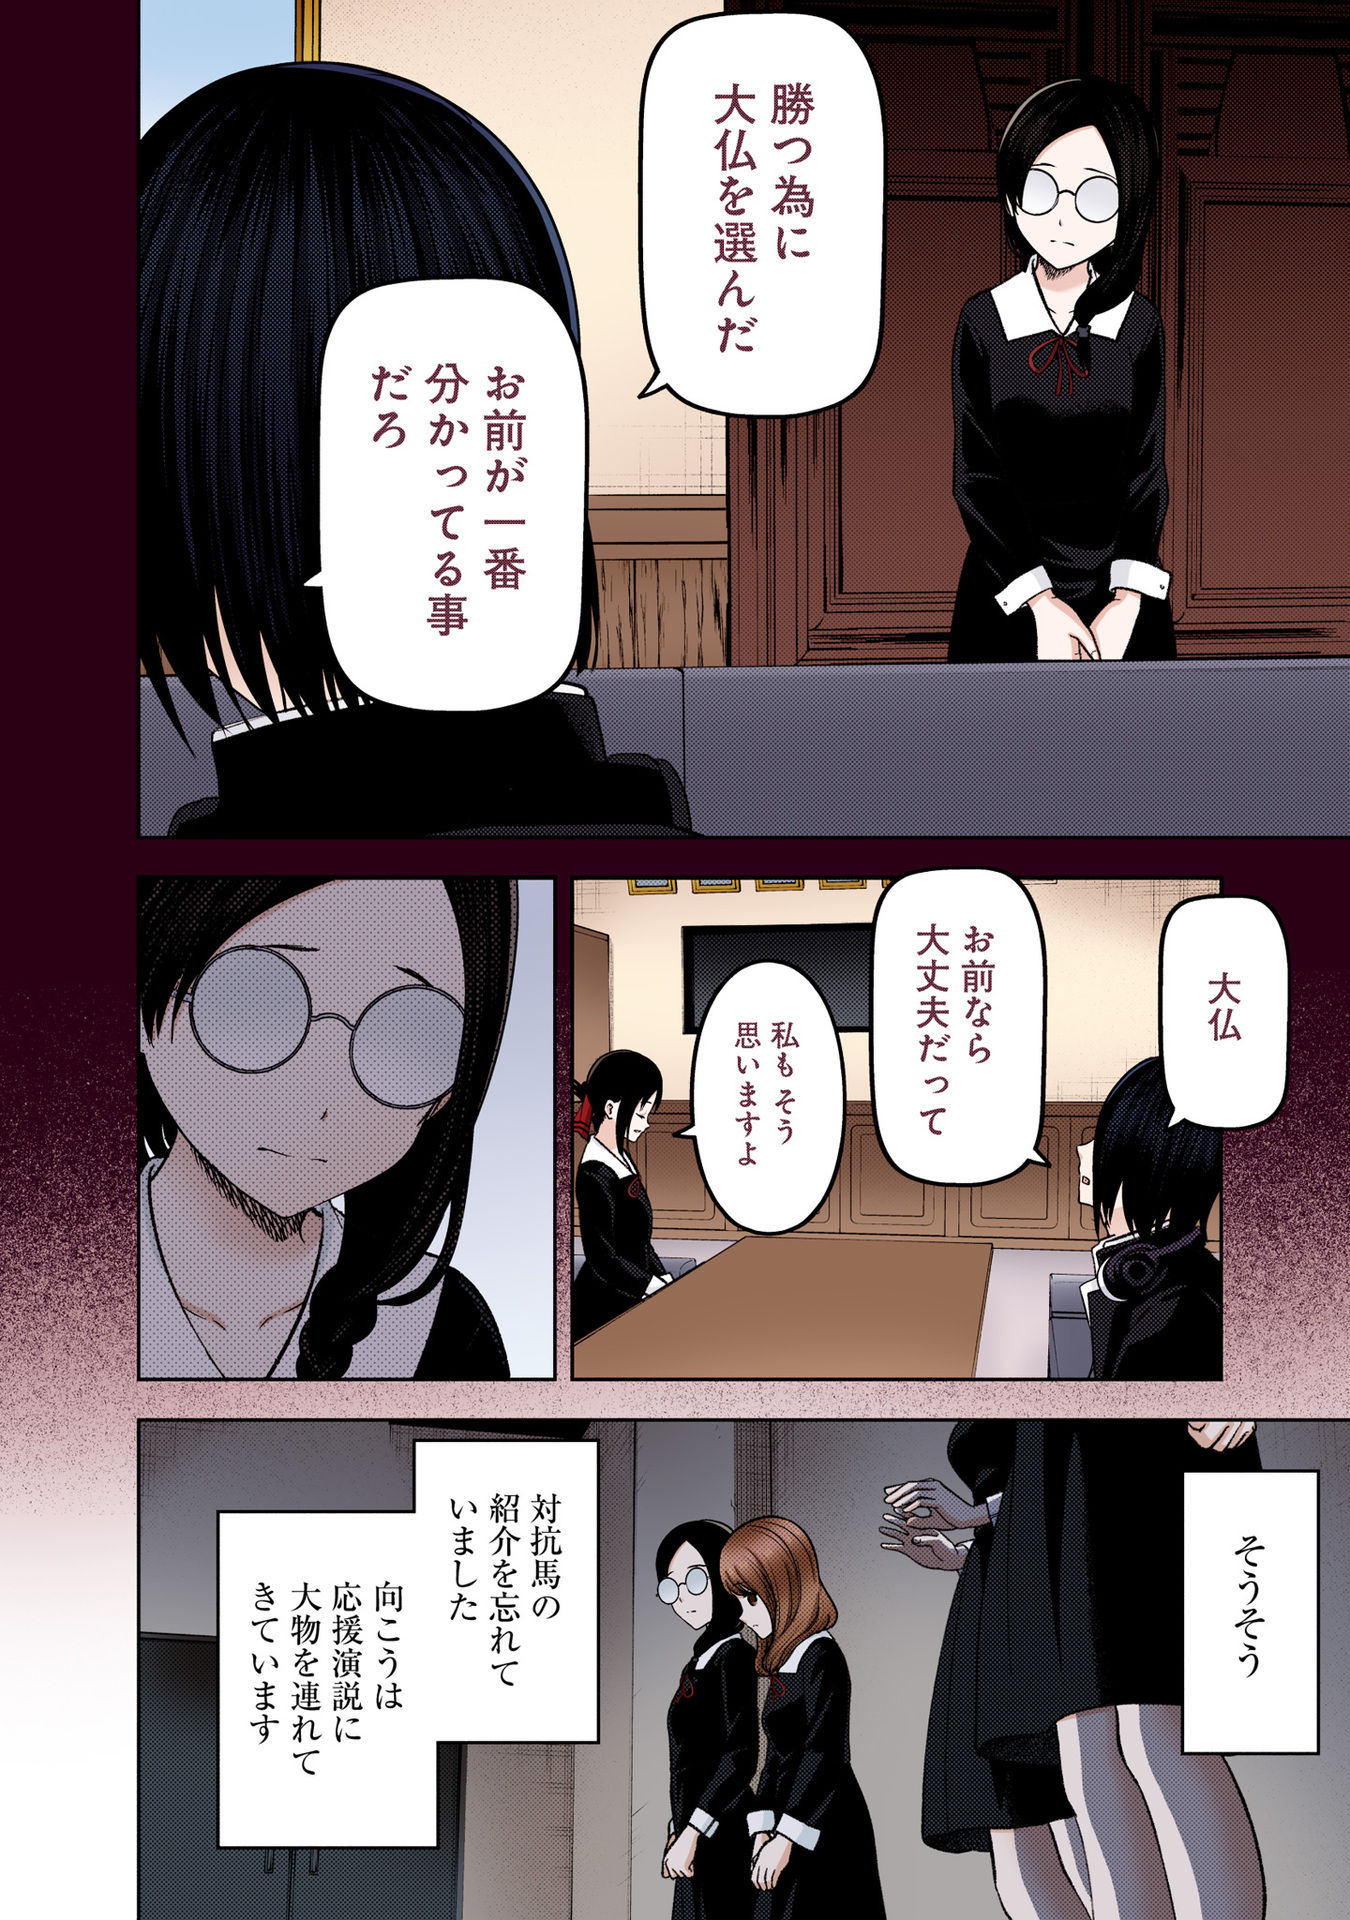 勝つ為に
大仏を選んだ
お前が一番
分かってる事
だろ
大仏
お前なら
大丈夫だって
私もそう
思いますよ
そうそう
対抗馬の
紹介を忘れて
いました
向こうは
応援演説に
大物を連れて
きています